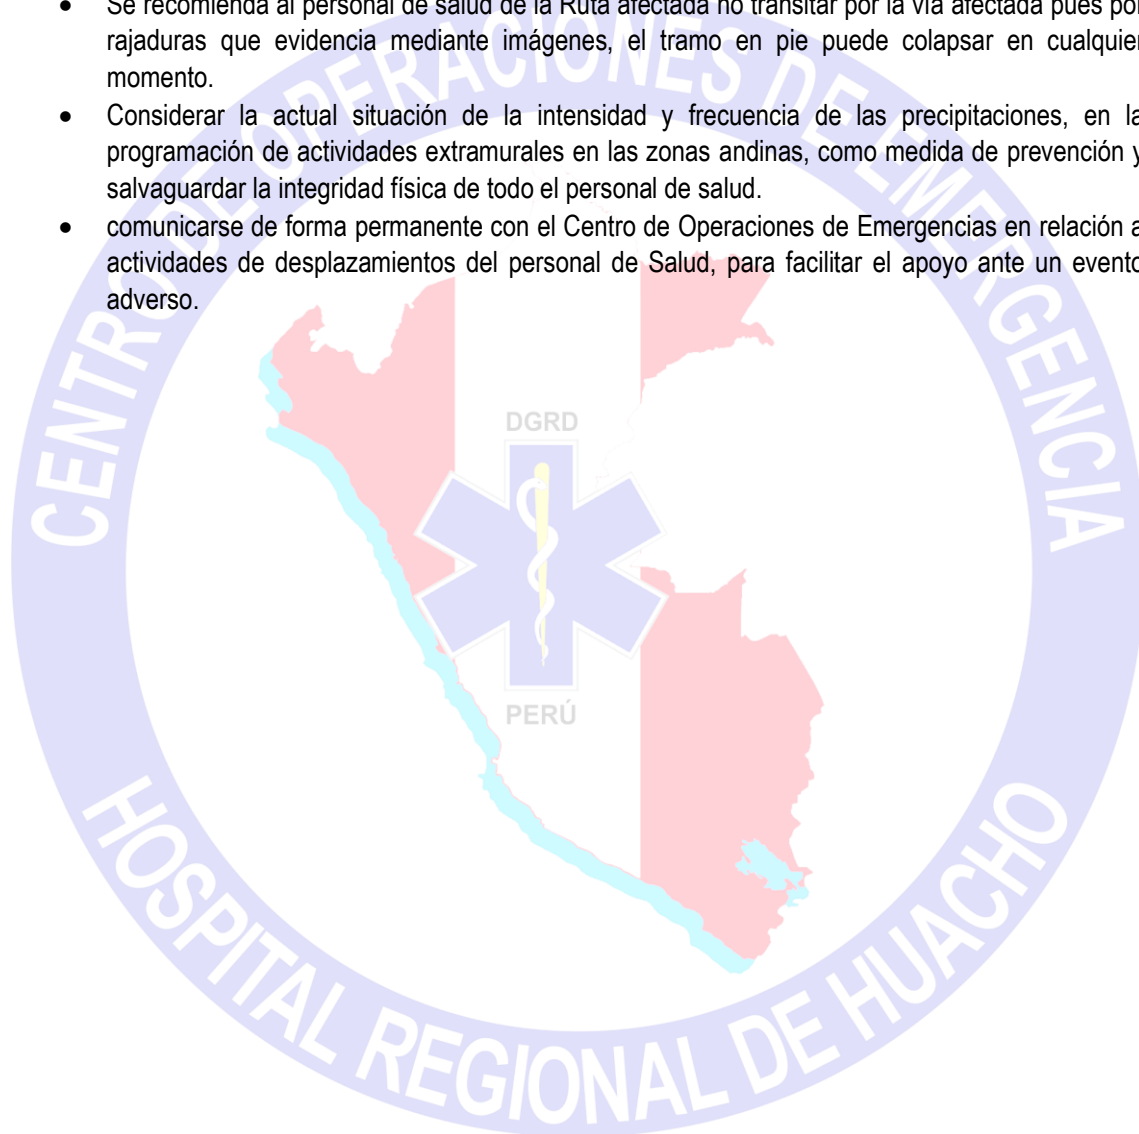 Se recomienda al personal de salud de la Ruta afectada no transitar por la vía afectada pues por
rajaduras que evidencia mediante imágenes, el tramo en pie puede colapsar en cualquier
momento.
Considerar la actual situación de la intensidad y frecuencia de las precipitaciones, en la
programación de actividades extramurales en las zonas andinas, como medida de prevención y
salvaguardar la integridad física de todo el personal de salud.
comunicarse de forma permanente con el Centro de Operaciones de Emergencias en relación a
actividades de desplazamientos del personal de Salud, para facilitar el apoyo ante un evento
adverso.
CENTRO DE OPERACIONES DE EMERGENCIA
DGRD
PERÚ
HOSPITAL REGIONAL DE HUACHO